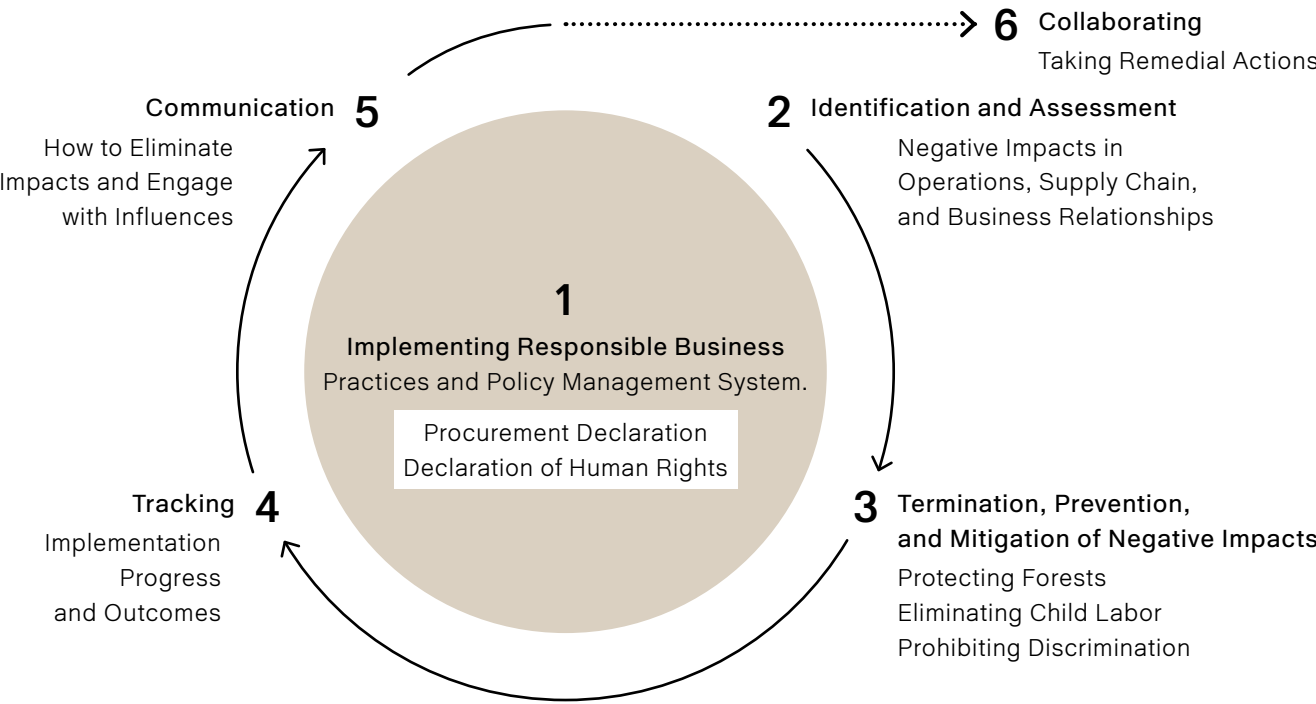 1
Implementing Responsible Business
Practices and Policy Management System.
Procurement Declaration
Declaration of Human Rights
2 Identification and Assessment
Negative Impacts in
Operations, Supply Chain,
and Business Relationships
3 Termination, Prevention,
and Mitigation of Negative Impacts
Protecting Forests
Eliminating Child Labor
Prohibiting Discrimination
Tracking 4
Implementation
Progress
and Outcomes
Communication 5
How to Eliminate
Impacts and Engage
with Influences
6 Collaborating
Taking Remedial Actions